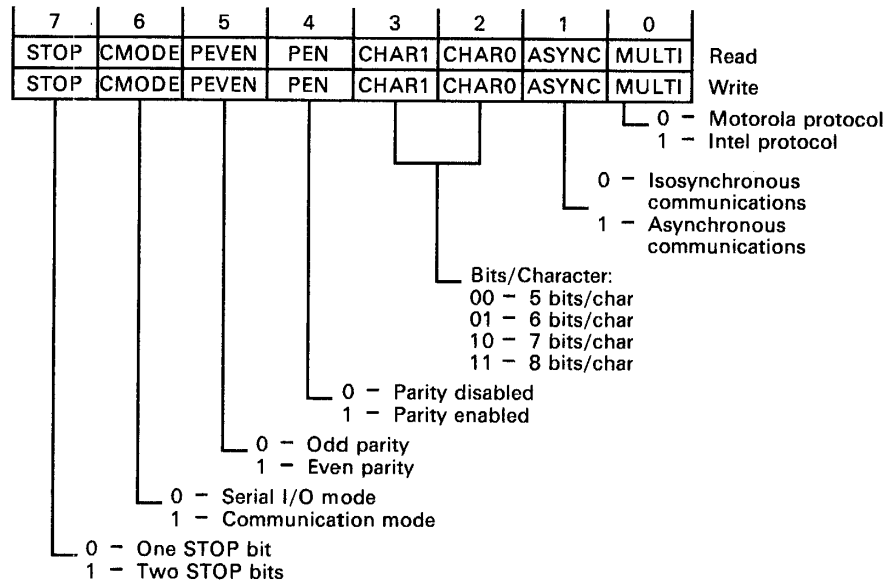 7 6 5 4 3 2 1 0
STOP CMODE PEVEN PEN CHAR1 CHAR0 ASYNC MULTI Read
STOP CMODE PEVEN PEN CHAR1 CHAR0 ASYNC MULTI Write
0 – Motorola protocol
1 – Intel protocol
0 – Isosynchronous
communications
1 – Asynchronous
communications
Bits/Character:
00 – 5 bits/char
01 – 6 bits/char
10 – 7 bits/char
11 – 8 bits/char
0 – Parity disabled
1 – Parity enabled
0 – Odd parity
1 – Even parity
0 – Serial I/O mode
1 – Communication mode
0 – One STOP bit
1 – Two STOP bits